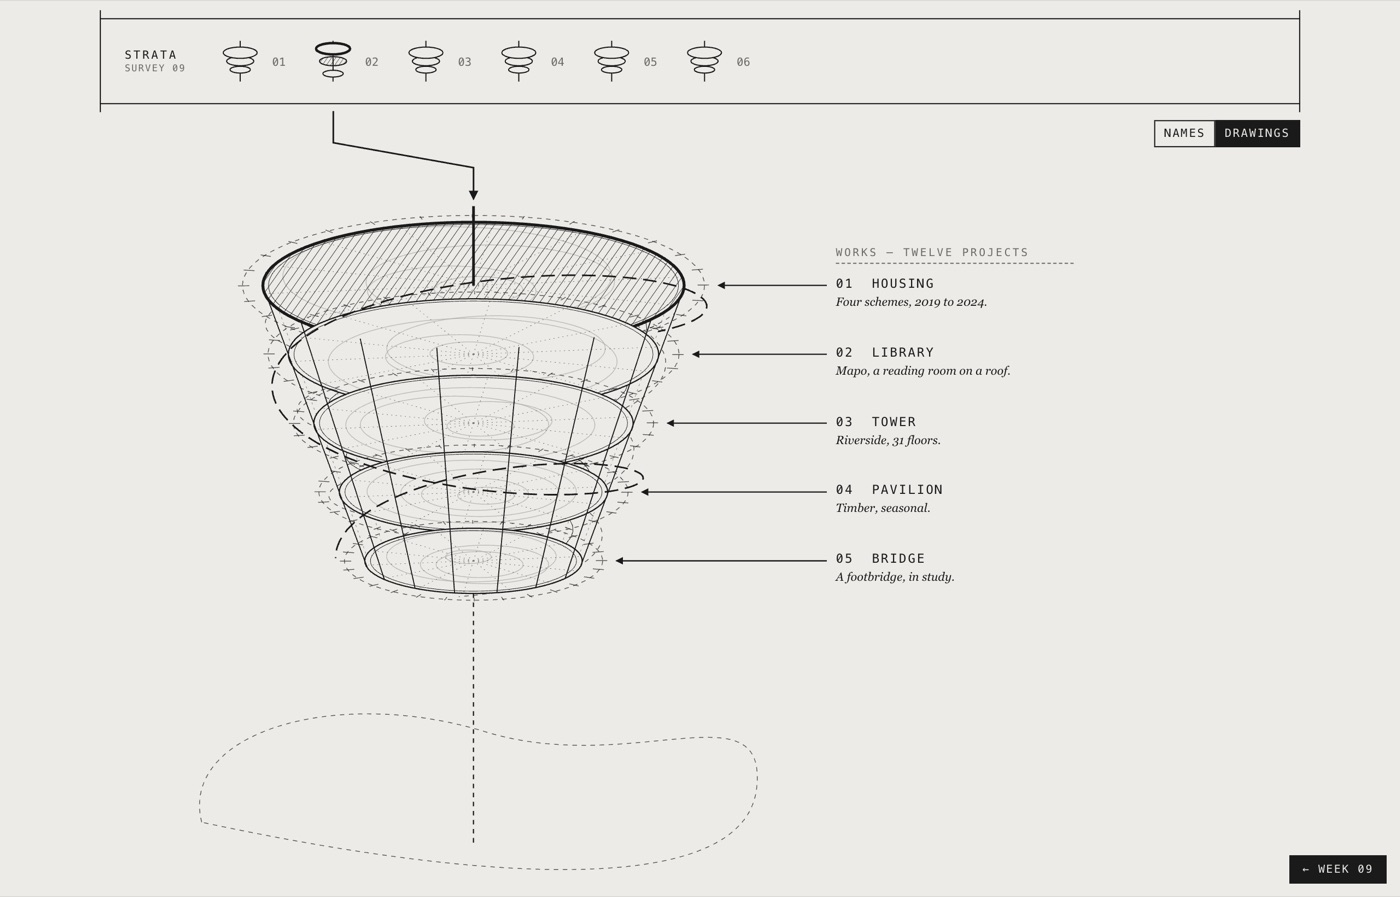 STRATA
SURVEY 09
01
02
03
04
05
06
NAMES
DRAWINGS
WORKS — TWELVE PROJECTS
01 HOUSING
Four schemes, 2019 to 2024.
02 LIBRARY
Mapo, a reading room on a roof.
03 TOWER
Riverside, 31 floors.
04 PAVILION
Timber, seasonal.
05 BRIDGE
A footbridge, in study.
← WEEK 09